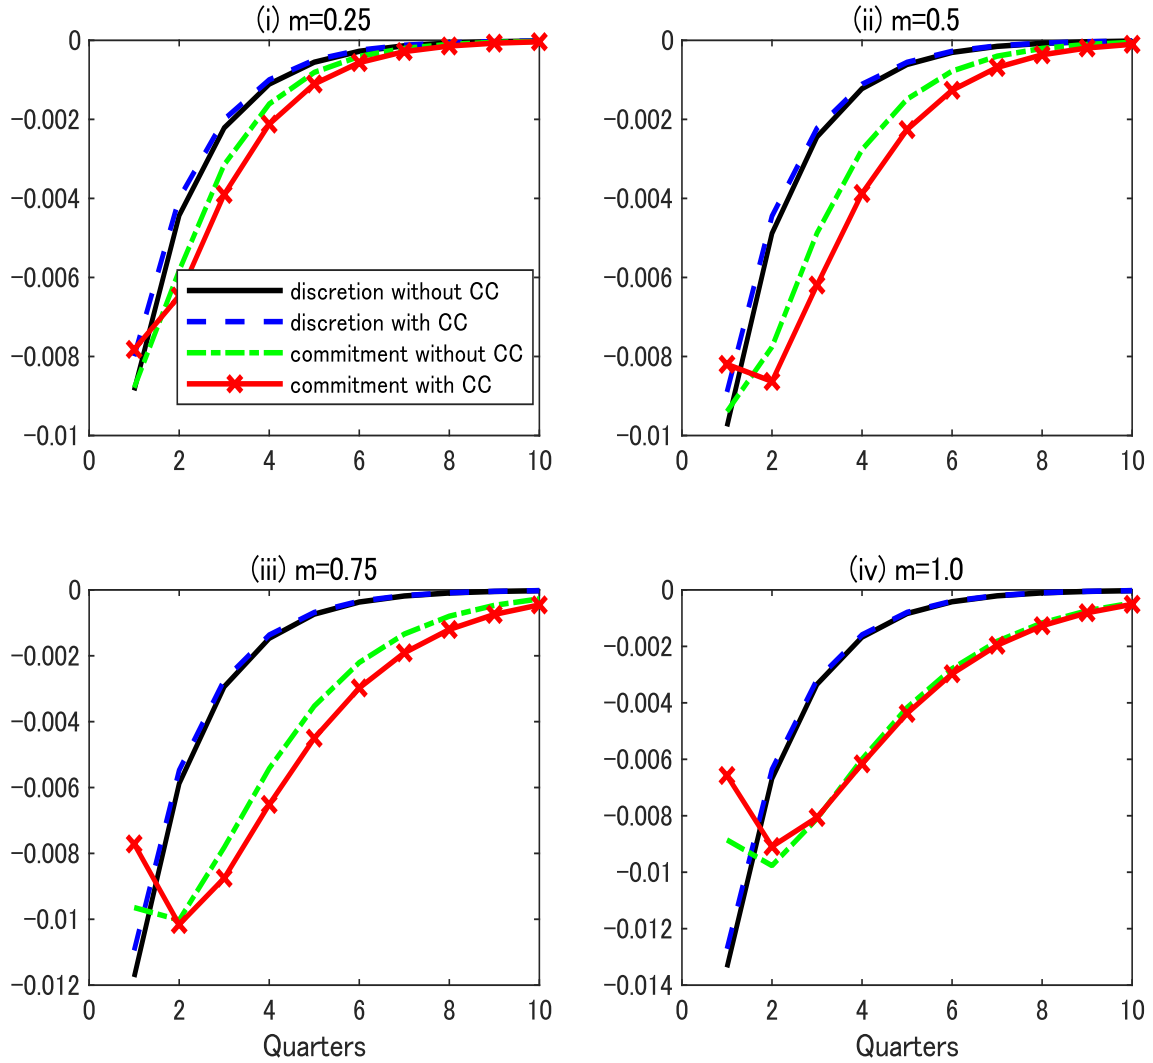 (i) m=0.25
0
−0.002
−0.004
−0.006
−0.008
−0.01
0 2 4 6 8 10
discretion without CC
discretion with CC
commitment without CC
commitment with CC
(ii) m=0.5
0
−0.002
−0.004
−0.006
−0.008
−0.01
0 2 4 6 8 10
(iii) m=0.75
0
−0.002
−0.004
−0.006
−0.008
−0.01
−0.012
0 2 4 6 8 10
Quarters
(iv) m=1.0
0
−0.002
−0.004
−0.006
−0.008
−0.01
−0.012
−0.014
0 2 4 6 8 10
Quarters